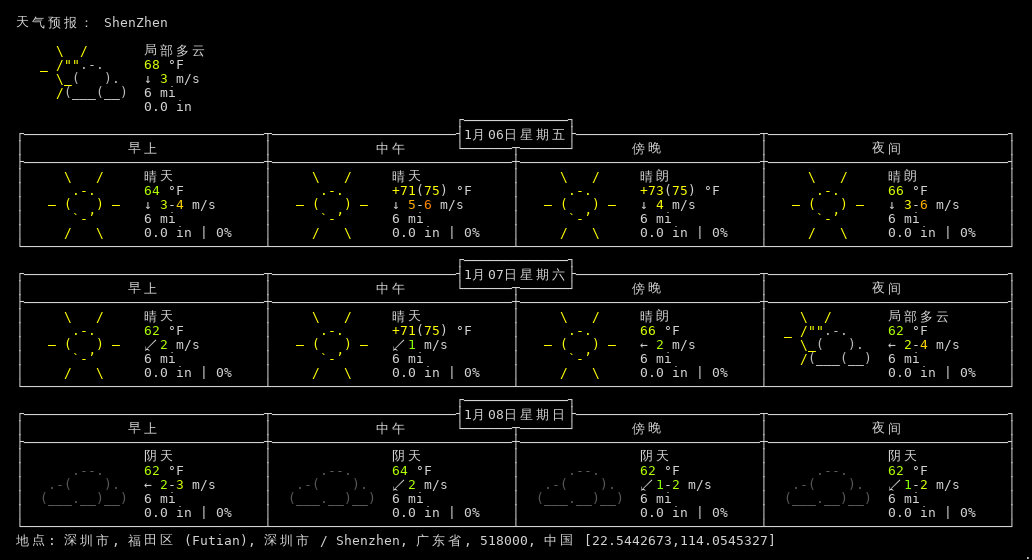 天气预报: ShenZhen
局部多云
68 °F
↓ 3 m/s
6 mi
0.0 in
1月06日星期五
早上 中午 傍晚 夜间
晴天 晴天 晴朗 晴朗
64 °F +71(75) °F +73(75) °F 66 °F
↓ 3-4 m/s ↓ 5-6 m/s ↓ 4 m/s ↓ 3-6 m/s
6 mi 6 mi 6 mi 6 mi
0.0 in | 0% 0.0 in | 0% 0.0 in | 0% 0.0 in | 0%
1月07日星期六
早上 中午 傍晚 夜间
晴天 晴天 晴朗 局部多云
62 °F +71(75) °F 66 °F 62 °F
↙ 2 m/s ↙ 1 m/s ← 2 m/s ← 2-4 m/s
6 mi 6 mi 6 mi 6 mi
0.0 in | 0% 0.0 in | 0% 0.0 in | 0% 0.0 in | 0%
1月08日星期日
早上 中午 傍晚 夜间
阴天 阴天 阴天 阴天
62 °F 64 °F 62 °F 62 °F
← 2-3 m/s ↙ 2 m/s ↙ 1-2 m/s ↙ 1-2 m/s
6 mi 6 mi 6 mi 6 mi
0.0 in | 0% 0.0 in | 0% 0.0 in | 0% 0.0 in | 0%
地点: 深圳市, 福田区 (Futian), 深圳市 / Shenzhen, 广东省, 518000, 中国 [22.5442673,114.0545327]